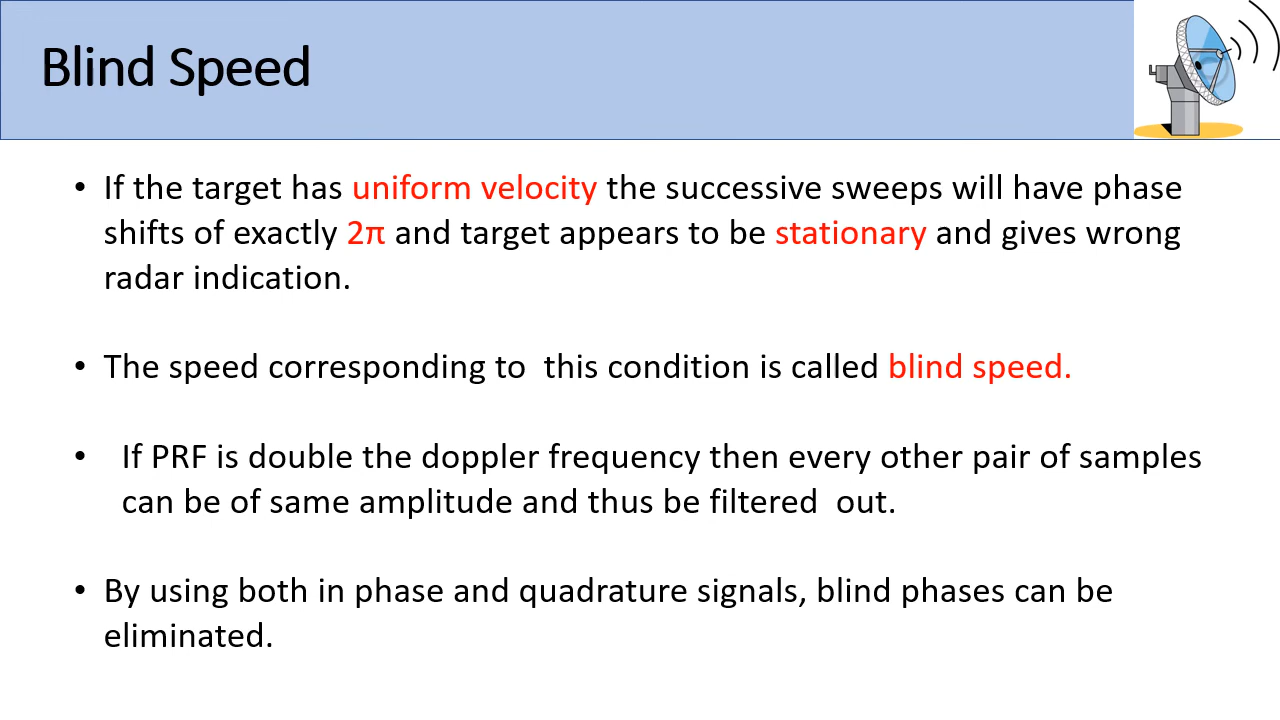 Blind Speed
• If the target has uniform velocity the successive sweeps will have phase
shifts of exactly 2π and target appears to be stationary and gives wrong
radar indication.
• The speed corresponding to  this condition is called blind speed.
• If PRF is double the doppler frequency then every other pair of samples
can be of same amplitude and thus be filtered  out.
• By using both in phase and quadrature signals, blind phases can be
eliminated.